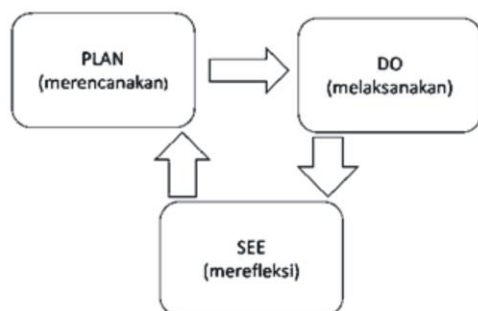 PLAN
(merencanakan)
DO
(melaksanakan)
SEE
(merefleksi)